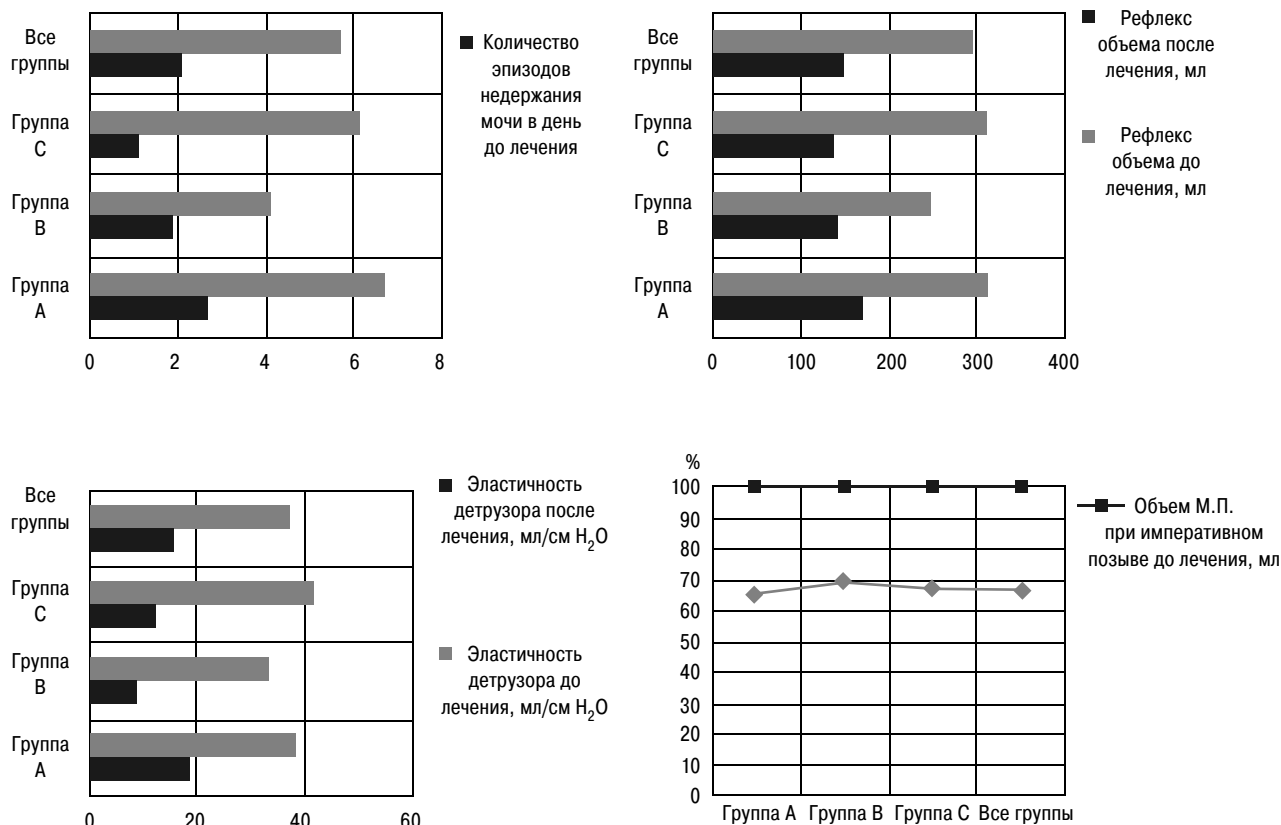 Все
группы
Группа
С
Группа
В
Группа
А
0 2 4 6 8
Количество
эпизодов
недержания
мочи в день
до лечения
Все
группы
Группа
С
Группа
В
Группа
А
0 100 200 300 400
Рефлекс
объема после
лечения, мл
Рефлекс
объема до
лечения, мл
Все
группы
Группа
С
Группа
В
Группа
А
0 20 40 60
Эластичность
детрузора после
лечения, мл/см H₂O
Эластичность
детрузора до
лечения, мл/см H₂O
%
100
90
80
70
60
50
40
30
20
10
0
Группа А Группа В Группа С Все группы
Объем М.П.
при императивном
позыве до лечения, мл